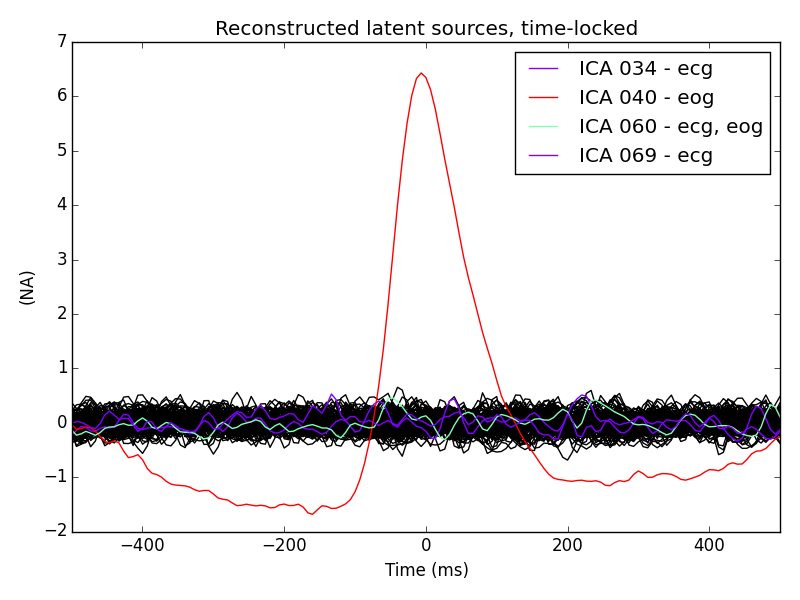 Reconstructed latent sources, time-locked
7
6
5
4
3
2
1
0
−1
−2
(NA)
ICA 034 - ecg
ICA 040 - eog
ICA 060 - ecg, eog
ICA 069 - ecg
−400 −200 0 200 400
Time (ms)